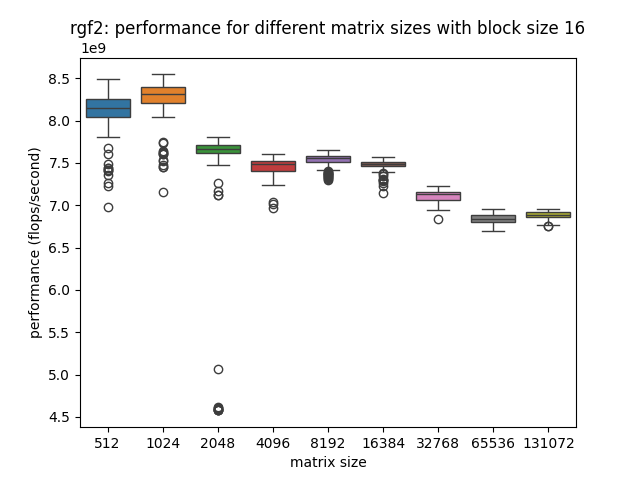 rgf2: performance for different matrix sizes with block size 16
1e9
8.5
8.0
7.5
7.0
6.5
6.0
5.5
5.0
4.5
performance (flops/second)
512 1024 2048 4096 8192 16384 32768 65536 131072
matrix size